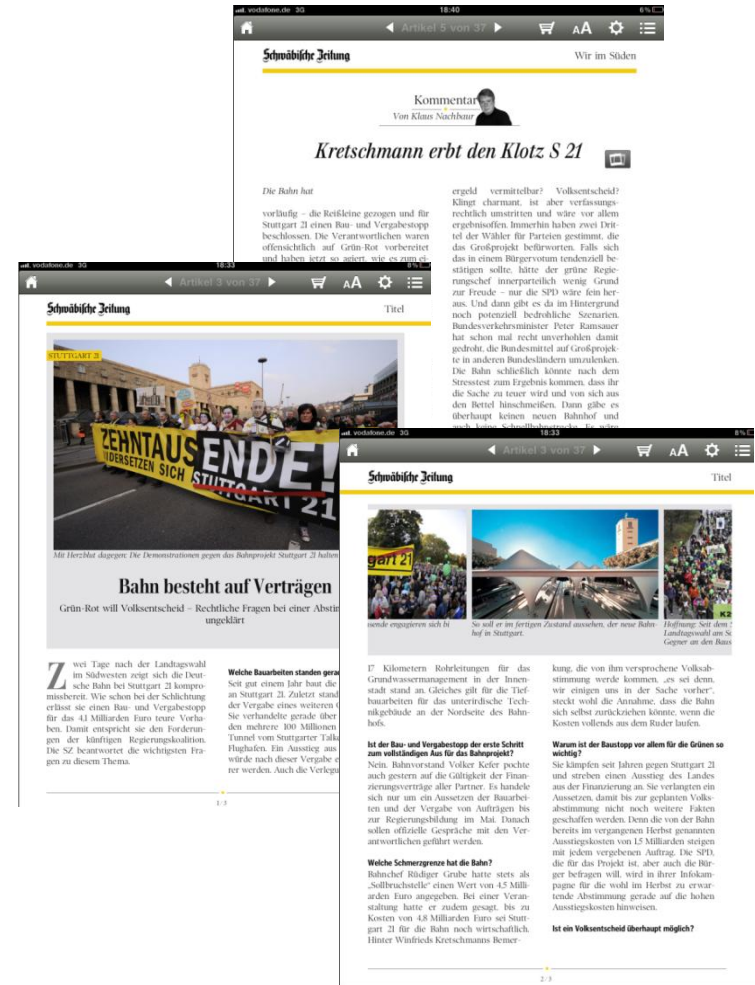 vodafone.de 3G
18:40
6%
Artikel 5 von 37
AA
Schwäbische Zeitung
Wir im Süden
Kommentar
Von Klaus Nachbaur
Kretschmann erbt den Klotz S 21
Die Bahn hat
vorläufig – die Reißleine gezogen und für
Stuttgart 21 einen Bau- und Vergabestopp
beschlossen. Die Verantwortlichen waren
offensichtlich auf Grün-Rot vorbereitet
und haben jetzt so agiert, wie es zum ei-
ergeld vermittelbar? Volksentscheid?
Klingt charmant, ist aber verfassungs-
rechtlich umstritten und wäre vor allem
ergebnisoffen. Immerhin haben zwei Drit-
tel der Wähler für Parteien gestimmt, die
das Großprojekt befürworten. Falls sich
das in einem Bürgervotum tendenziell be-
stätigen sollte, hätte der grüne Regie-
rungschef innerparteilich wenig Grund
zur Freude – nur die SPD wäre fein her-
aus. Und dann gibt es da im Hintergrund
noch potenziell bedrohliche Szenarien.
Bundesverkehrsminister Peter Ramsauer
hat schon mal recht unverhohlen damit
gedroht, die Bundesmittel auf Großprojek-
te in anderen Bundesländern umzulenken.
Die Bahn schließlich könnte nach dem
Stresstest zum Ergebnis kommen, dass ihr
die Sache zu teuer wird und von sich aus
den Bettel hinschmeißen. Dann gäbe es
überhaupt keinen neuen Bahnhof und
auch keine Schnellbahnstrecke. Es wäre
vodafone.de 3G
18:33
8%
Artikel 3 von 37
AA
Schwäbische Zeitung
Titel
STUTTGART 21
ZEHNTAUS ENDE!
WIDERSETZEN SICH STUTTGART 21
Mit Herzblut dagegen: Die Demonstrationen gegen das Bahnprojekt Stuttgart 21 halten
Bahn besteht auf Verträgen
Grün-Rot will Volksentscheid – Rechtliche Fragen bei einer Abstim
ungeklärt
Zwei Tage nach der Landtagswahl
im Südwesten zeigt sich die Deut-
sche Bahn bei Stuttgart 21 kompro-
missbereit. Wie schon bei der Schlichtung
erlässt sie einen Bau- und Vergabestopp
für das 4,1 Milliarden Euro teure Vorha-
ben. Damit entspricht sie den Forderun-
gen der künftigen Regierungskoalition.
Die SZ beantwortet die wichtigsten Fra-
gen zu diesem Thema.
Welche Bauarbeiten standen gera
Seit gut einem Jahr baut die
an Stuttgart 21. Zuletzt stand
der Vergabe eines weiteren
Sie verhandelte gerade über
den mehrere 100 Millionen
Tunnel vom Stuttgarter Talk
Flughafen. Ein Ausstieg aus
würde nach dieser Vergabe e
rer werden. Auch die Verlegu
1/3
vodafone.de 3G
18:33
8%
Artikel 3 von 37
AA
Schwäbische Zeitung
Titel
gart 21
K2
sende engagieren sich bi
So soll er im fertigen Zustand aussehen, der neue Bahn-
hof in Stuttgart.
Hoffnung: Seit dem
Landtagswahl am So
Gegner an den Baus
17 Kilometern Rohrleitungen für das
Grundwassermanagement in der Innen-
stadt stand an. Gleiches gilt für die Tief-
bauarbeiten für das unterirdische Tech-
nikgebäude an der Nordseite des Bahn-
hofs.
Ist der Bau- und Vergabestopp der erste Schritt
zum vollständigen Aus für das Bahnprojekt?
Nein. Bahnvorstand Volker Kefer pochte
auch gestern auf die Gültigkeit der Finan-
zierungsverträge aller Partner. Es handele
sich nur um ein Aussetzen der Bauarbei-
ten und der Vergabe von Aufträgen bis
zur Regierungsbildung im Mai. Danach
sollen offizielle Gespräche mit den Ver-
antwortlichen geführt werden.
Welche Schmerzgrenze hat die Bahn?
Bahnchef Rüdiger Grube hatte stets als
„Sollbruchstelle“ einen Wert von 4,5 Milli-
arden Euro angegeben. Bei einer Veran-
staltung hatte er zudem gesagt, bis zu
Kosten von 4,8 Milliarden Euro sei Stutt-
gart 21 für die Bahn noch wirtschaftlich.
Hinter Winfrieds Kretschmanns Bemer-
kung, die von ihm versprochene Volksab-
stimmung werde kommen, „es sei denn,
wir einigen uns in der Sache vorher“,
steckt wohl die Annahme, dass die Bahn
sich selbst zurückziehen könnte, wenn die
Kosten vollends aus dem Ruder laufen.
Warum ist der Baustopp vor allem für die Grünen so
wichtig?
Sie kämpfen seit Jahren gegen Stuttgart 21
und streben einen Ausstieg des Landes
aus der Finanzierung an. Sie verlangten ein
Aussetzen, damit bis zur geplanten Volks-
abstimmung nicht noch weitere Fakten
geschaffen werden. Denn die von der Bahn
bereits im vergangenen Herbst genannten
Ausstiegskosten von 1,5 Milliarden steigen
mit jedem vergebenen Auftrag. Die SPD,
die für das Projekt ist, aber auch die Bür-
ger befragen will, wird in ihrer Infokam-
pagne für die wohl im Herbst zu erwar-
tende Abstimmung gerade auf die hohen
Ausstiegskosten hinweisen.
Ist ein Volksentscheid überhaupt möglich?
2/3